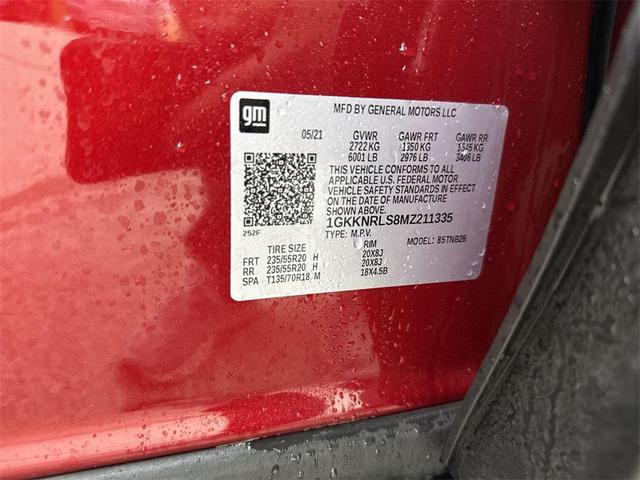 gm
MFD BY GENERAL MOTORS LLC
05/21 GVWR GAWR FRT GAWR RR
2722 KG 1350 KG 1545 KG
6001 LB 2976 LB 3406 LB
THIS VEHICLE CONFORMS TO ALL
APPLICABLE U.S. FEDERAL MOTOR
VEHICLE SAFETY STANDARDS IN EFFECT
ON THE DATE OF MANUFACTURE
SHOWN ABOVE.
1GKKNRLS8MZ211335
252F
TYPE: M.P.V. MODEL: 85TNB26
TIRE SIZE RIM
FRT 235/55R20 H 20X8J
RR 235/55R20 H 20X8J
SPA T135/70R18 M 18X4.5B